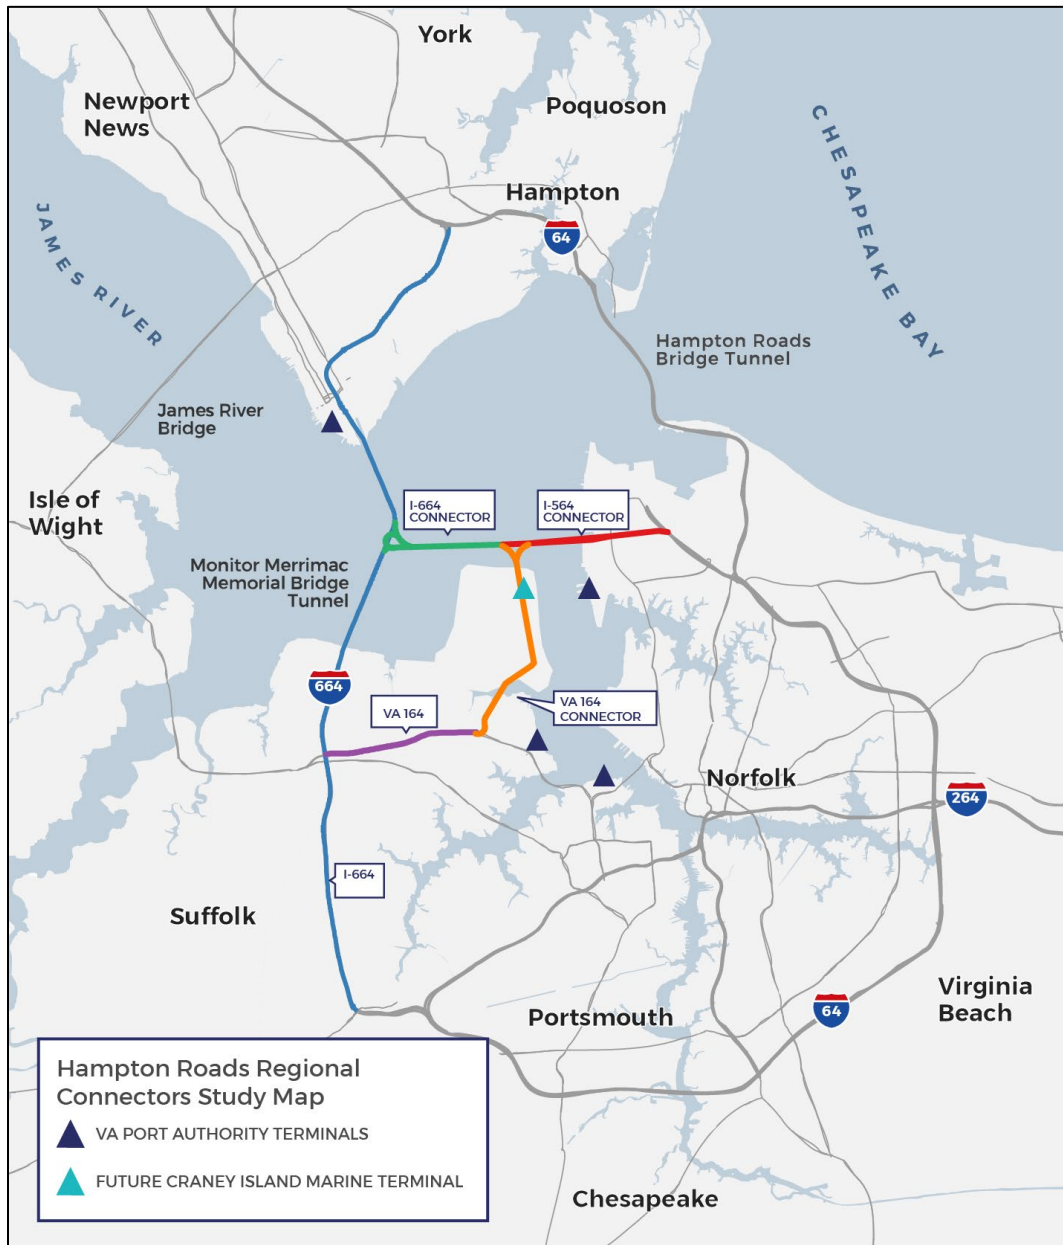 York
Newport
News
Poquoson
CHESAPEAKE BAY
Hampton
64
JAMES RIVER
Hampton Roads
Bridge Tunnel
James River
Bridge
Isle of
Wight
I-664
CONNECTOR
I-564
CONNECTOR
Monitor Merrimac
Memorial Bridge
Tunnel
664
VA 164
VA 164
CONNECTOR
Norfolk
264
I-664
Suffolk
Virginia
Beach
64
Portsmouth
Hampton Roads Regional
Connectors Study Map
VA PORT AUTHORITY TERMINALS
FUTURE CRANEY ISLAND MARINE TERMINAL
Chesapeake